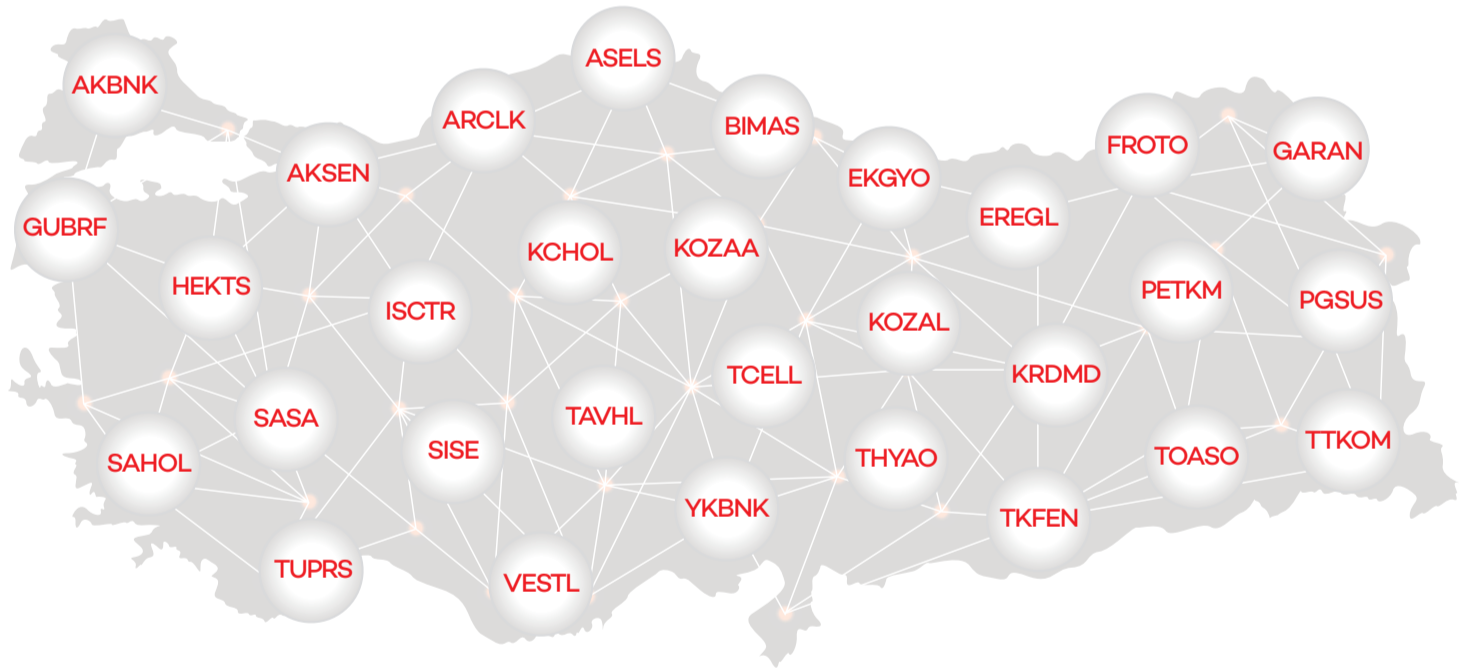 ASELS
AKBNK
ARCLK
BIMAS
FROTO
GARAN
AKSEN
EKGYO
EREGL
GUBRF
KCHOL
KOZAA
HEKTS
PETKM
PGSUS
ISCTR
KOZAL
TCELL
KRDMD
SASA
TAVHL
TTKOM
SISE
TOASO
THYAO
SAHOL
YKBNK
TKFEN
TUPRS
VESTL